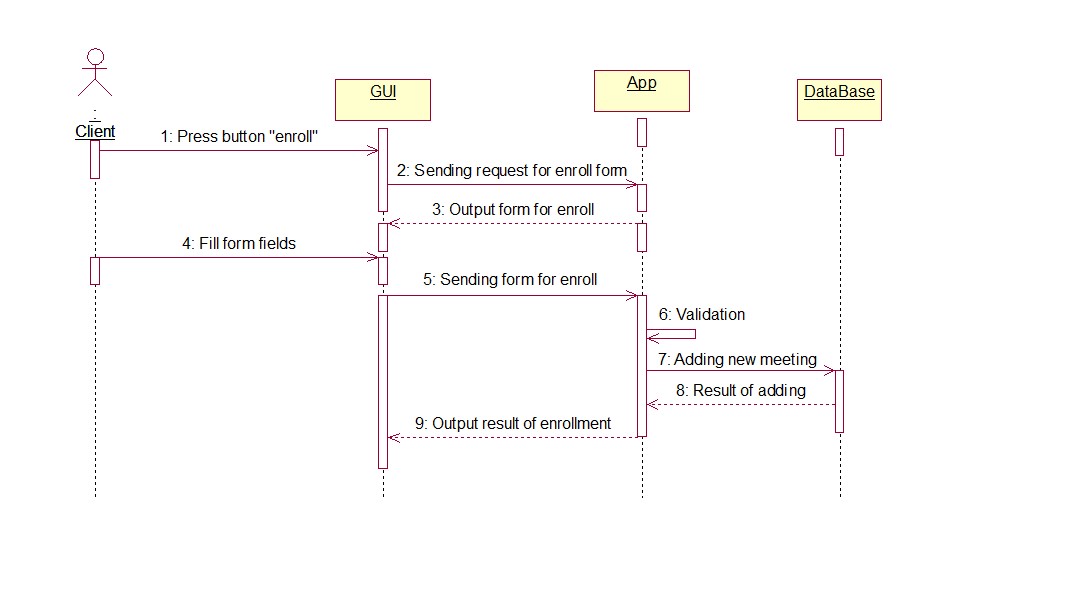 GUI
App
DataBase
:
Client
1: Press button "enroll"
2: Sending request for enroll form
3: Output form for enroll
4: Fill form fields
5: Sending form for enroll
6: Validation
7: Adding new meeting
8: Result of adding
9: Output result of enrollment